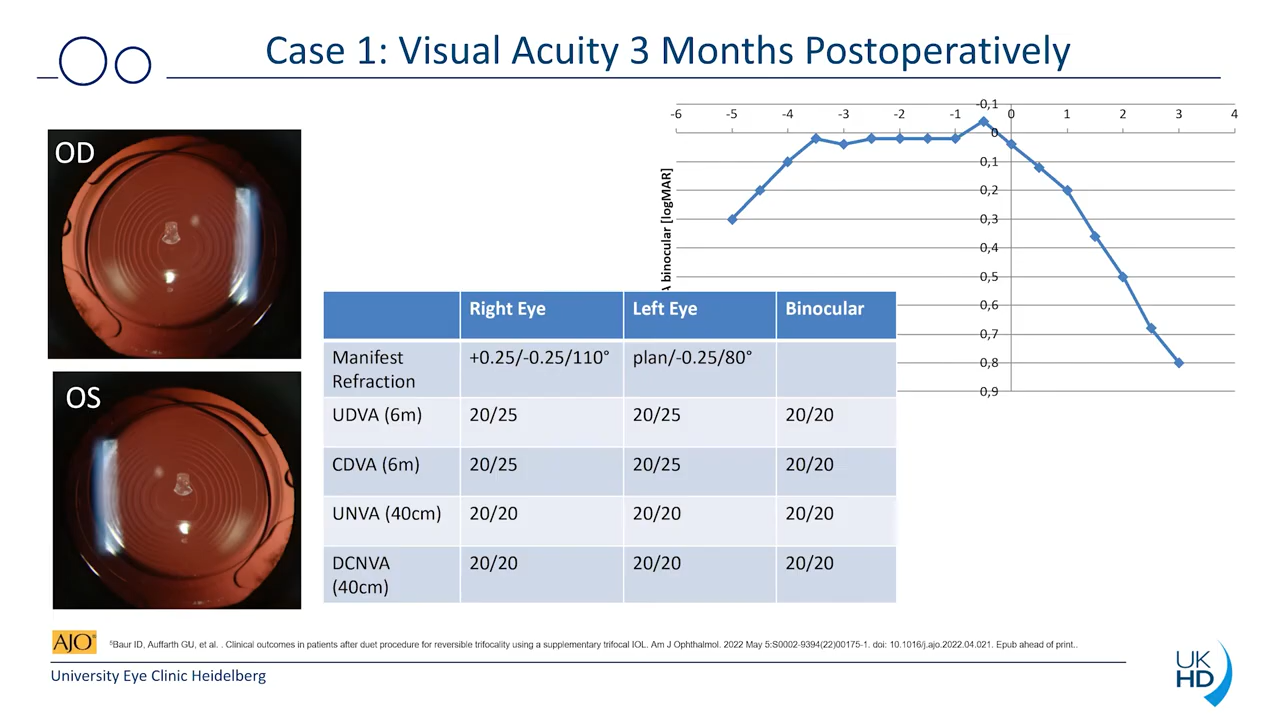 Case 1: Visual Acuity 3 Months Postoperatively
OD
OS
-6 -5 -4 -3 -2 -1 0 1 2 3 4
-0,1
0
0,1
0,2
0,3
0,4
0,5
0,6
0,7
0,8
0,9
binocular [logMAR]
Right Eye Left Eye Binocular
Manifest
Refraction
+0.25/-0.25/110° plan/-0.25/80°
UDVA (6m) 20/25 20/25 20/20
CDVA (6m) 20/25 20/25 20/20
UNVA (40cm) 20/20 20/20 20/20
DCNVA
(40cm)
20/20 20/20 20/20
AJO
⁵Baur ID, Auffarth GU, et al. . Clinical outcomes in patients after duet procedure for reversible trifocality using a supplementary trifocal IOL. Am J Ophthalmol. 2022 May 5:S0002-9394(22)00175-1. doi: 10.1016/j.ajo.2022.04.021. Epub ahead of print..
University Eye Clinic Heidelberg
UK
HD